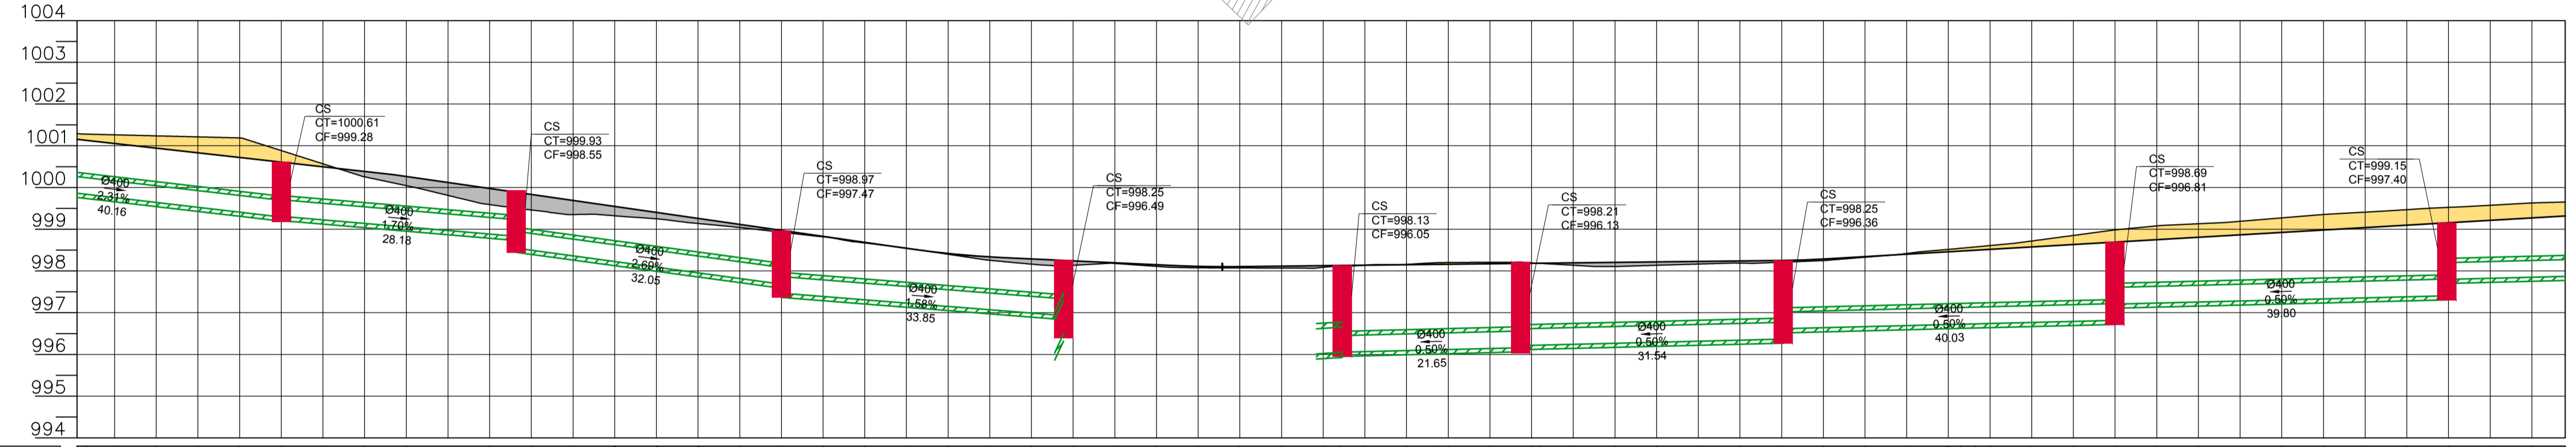 1004
1003
1002
1001
1000
999
998
997
996
995
994
CS
CT=1000.61
CF=999.28
CS
CT=999.93
CF=998.55
CS
CT=998.97
CF=997.47
CS
CT=998.25
CF=996.49
CS
CT=998.13
CF=996.05
CS
CT=998.21
CF=996.13
CS
CT=998.25
CF=996.36
CS
CT=998.69
CF=996.81
CS
CT=999.15
CF=997.40
Ø400
2.31%
40.16
Ø400
1.70%
28.18
Ø400
2.69%
32.05
Ø400
1.58%
33.85
Ø400
0.50%
21.65
Ø400
0.50%
31.54
Ø400
0.50%
40.03
Ø400
0.50%
39.80